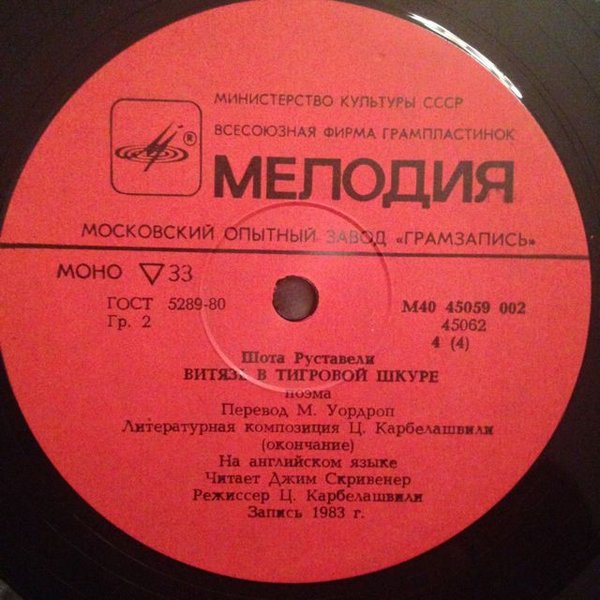 МИНИСТЕРСТВО КУЛЬТУРЫ СССР
ВСЕСОЮЗНАЯ ФИРМА ГРАМПЛАСТИНОК
®
МЕЛОДИЯ
МОСКОВСКИЙ ОПЫТНЫЙ ЗАВОД «ГРАМЗАПИСЬ»
МОНО ▽ 33
ГОСТ 5289-80
Гр. 2
М40 45059 002
45062
4 (4)
Шота Руставели
ВИТЯЗЬ В ТИГРОВОЙ ШКУРЕ
поэма
Перевод М. Уордроп
Литературная композиция Ц. Карбелашвили
(окончание)
На английском языке
Читает Джим Скривенер
Режиссер Ц. Карбелашвили
Запись 1983 г.